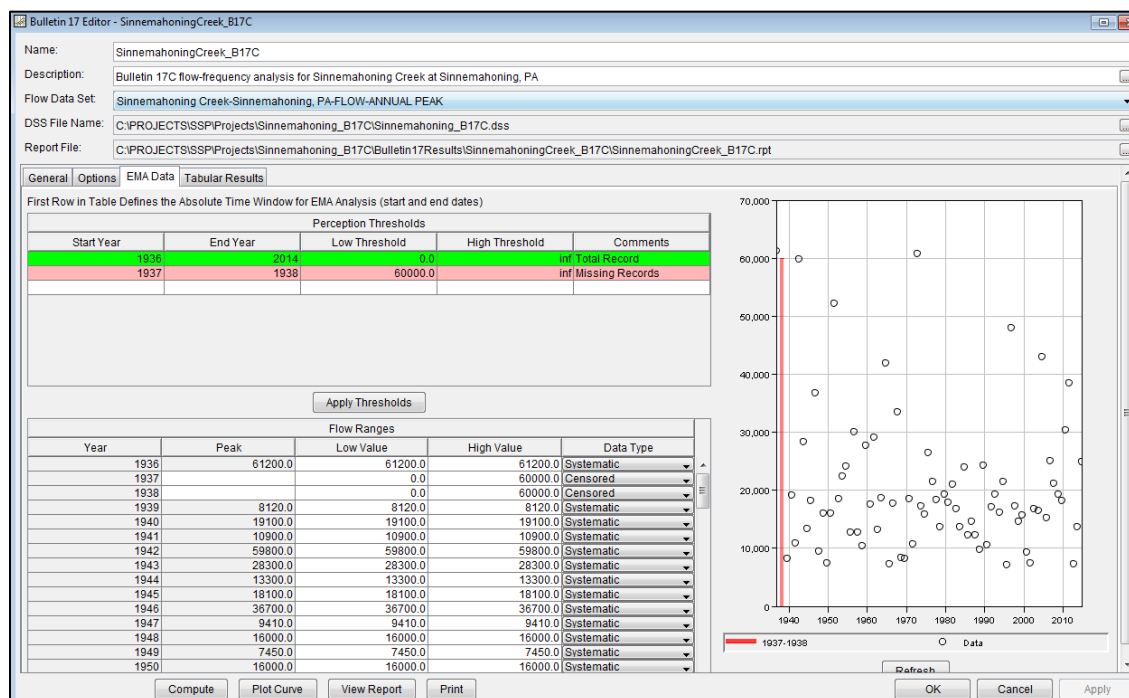 Bulletin 17 Editor - SinnemahoningCreek_B17C
Name: SinnemahoningCreek_B17C
Description: Bulletin 17C flow-frequency analysis for Sinnemahoning Creek at Sinnemahoning, PA ...
Flow Data Set: Sinnemahoning Creek-Sinnemahoning, PA-FLOW-ANNUAL PEAK
DSS File Name: C:\PROJECTS\SSP\Projects\Sinnemahoning_B17C\Sinnemahoning_B17C.dss ...
Report File: C:\PROJECTS\SSP\Projects\Sinnemahoning_B17C\Bulletin17Results\SinnemahoningCreek_B17C\SinnemahoningCreek_B17C.rpt ...
General Options EMA Data Tabular Results
First Row in Table Defines the Absolute Time Window for EMA Analysis (start and end dates)
Perception Thresholds
Start Year End Year Low Threshold High Threshold Comments
1936 2014 0.0 inf Total Record
1937 1938 60000.0 inf Missing Records
Apply Thresholds
Flow Ranges
Year Peak Low Value High Value Data Type
1936 61200.0 61200.0 61200.0 Systematic
1937 0.0 60000.0 Censored
1938 0.0 60000.0 Censored
1939 8120.0 8120.0 8120.0 Systematic
1940 19100.0 19100.0 19100.0 Systematic
1941 10900.0 10900.0 10900.0 Systematic
1942 59800.0 59800.0 59800.0 Systematic
1943 28300.0 28300.0 28300.0 Systematic
1944 13300.0 13300.0 13300.0 Systematic
1945 18100.0 18100.0 18100.0 Systematic
1946 36700.0 36700.0 36700.0 Systematic
1947 9410.0 9410.0 9410.0 Systematic
1948 16000.0 16000.0 16000.0 Systematic
1949 7450.0 7450.0 7450.0 Systematic
1950 16000.0 16000.0 16000.0 Systematic
70,000
60,000
50,000
40,000
30,000
20,000
10,000
0
1940 1950 1960 1970 1980 1990 2000 2010
1937-1938 Data
Refresh
Compute Plot Curve View Report Print OK Cancel Apply